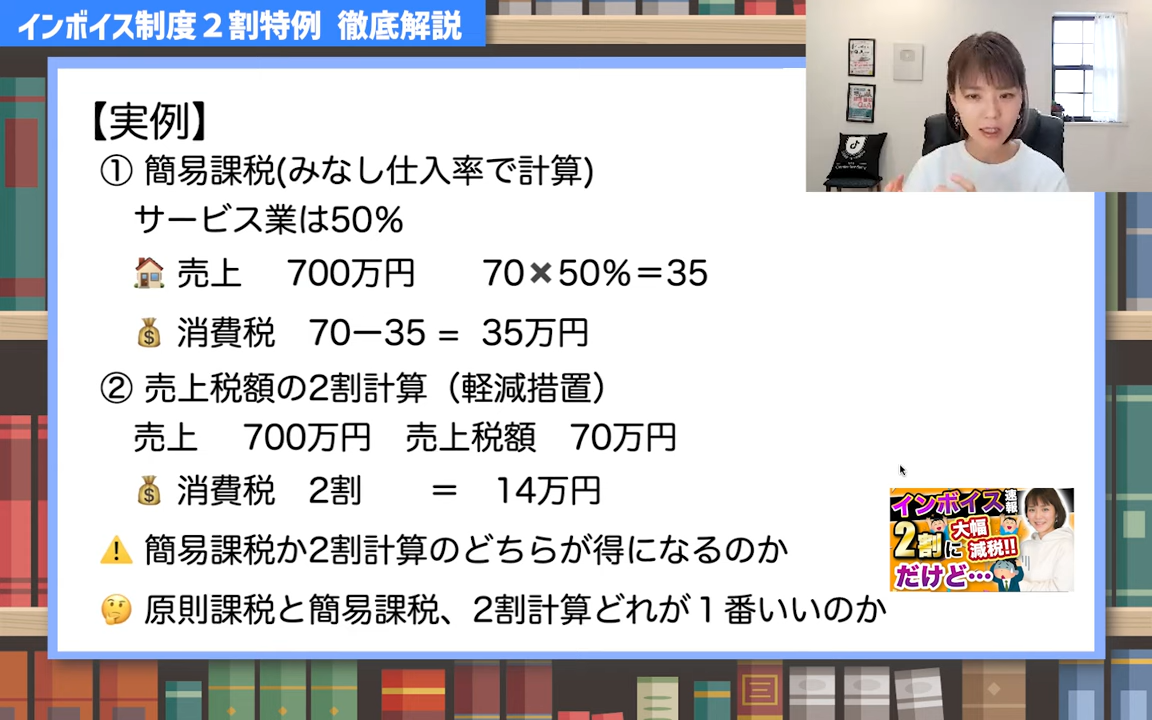 インボイス制度２割特例 徹底解説
【実例】
① 簡易課税(みなし仕入率で計算)
サービス業は50%
売上 700万円 70✖50%＝35
消費税 70ー35 = 35万円
② 売上税額の2割計算（軽減措置）
売上 700万円 売上税額 70万円
消費税 2割 ＝ 14万円
簡易課税か2割計算のどちらが得になるのか
原則課税と簡易課税、2割計算どれが１番いいのか
インボイス速報
2割に大幅減税!!
だけど…